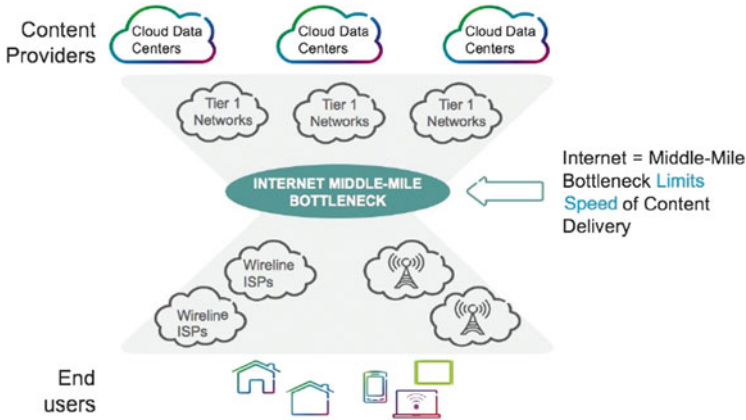 Content
Providers
Cloud Data
Centers
Cloud Data
Centers
Cloud Data
Centers
Tier 1
Networks
Tier 1
Networks
Tier 1
Networks
INTERNET MIDDLE-MILE
BOTTLENECK
Internet = Middle-Mile
Bottleneck Limits
Speed of Content
Delivery
Wireline
ISPs
Wireline
ISPs
End
users